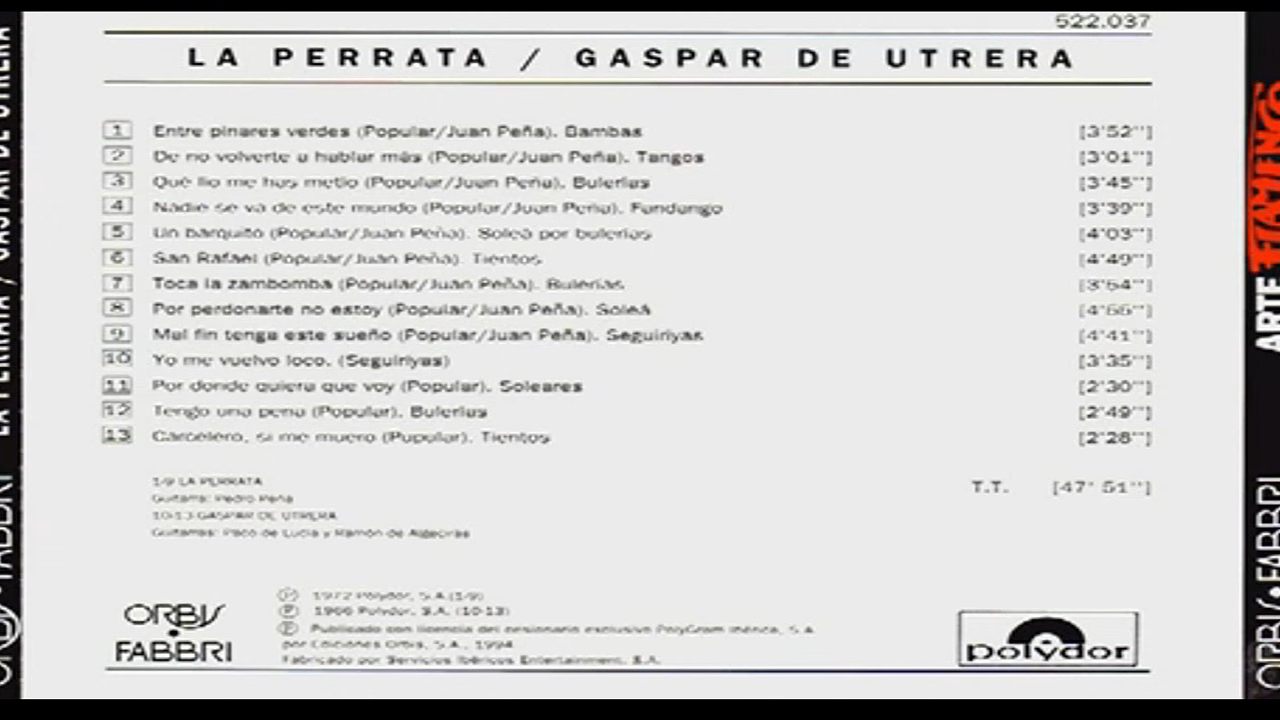 522.037
LA PERRATA / GASPAR DE UTRERA
1 Entre pinares verdes (Popular/Juan Peña). Bambas [3'52'']
2 De no volverte a hablar más (Popular/Juan Peña). Tangos [3'01'']
3 Qué lío me has metío (Popular/Juan Peña). Bulerías [3'45'']
4 Nadie se va de este mundo (Popular/Juan Peña). Fandango [3'39'']
5 Un barquito (Popular/Juan Peña). Soleá por bulerías [4'03'']
6 San Rafael (Popular/Juan Peña). Tientos [4'49'']
7 Toca la zambomba (Popular/Juan Peña). Bulerías [3'54'']
8 Por perdonarte no estoy (Popular/Juan Peña). Soleá
9 Mal fin tenga este sueño (Popular/Juan Peña). Seguiriyas [4'41'']
10 Yo me vuelvo loco. (Seguiriyas) [3'35'']
11 Por donde quiera que voy (Popular). Soleares [2'30'']
12 Tengo una pena (Popular). Bulerías [2'49'']
13 Carcelero, si me muero (Popular). Tientos [2'28'']
1-9 LA PERRATA
Guitarra: Pedro Peña
10-13 GASPAR DE UTRERA
Guitarras: Paco de Lucía y Ramón de Algeciras
T.T. [47' 51'']
℗ 1972 Polydor, S.A.(1-9)
℗ 1966 Polydor, S.A. (10-13)
℗ Publicado con licencia del cesionario exclusivo PolyGram Ibérica, S.A.
por Ediciones Orbis, S.A., 1994
Fabricado por Servicios Ibéricos Entertainment, S.A.
ORBIS • FABBRI
polydor
LA PERRATA / GASPAR DE UTRERA
ORBIS • FABBRI
ARTE FLAMENCO
ORBIS • FABBRI